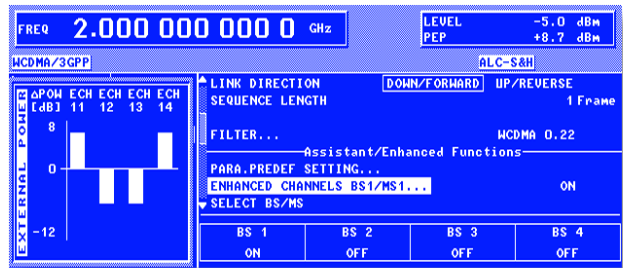 FREQ 2.000 000 000 0 GHz LEVEL -5.0 dBm
PEP +8.7 dBm
WCDMA/3GPP ALC-S&H
EXTERNAL POWER
ΔPOW ECH ECH ECH ECH
[dB] 11 12 13 14
8
0
-12
LINK DIRECTION DOWN/FORWARD UP/REVERSE
SEQUENCE LENGTH 1 Frame
FILTER... WCDMA 0.22
Assistant/Enhanced Functions
PARA.PREDEF SETTING...
ENHANCED CHANNELS BS1/MS1... ON
SELECT BS/MS
BS 1 BS 2 BS 3 BS 4
ON OFF OFF OFF